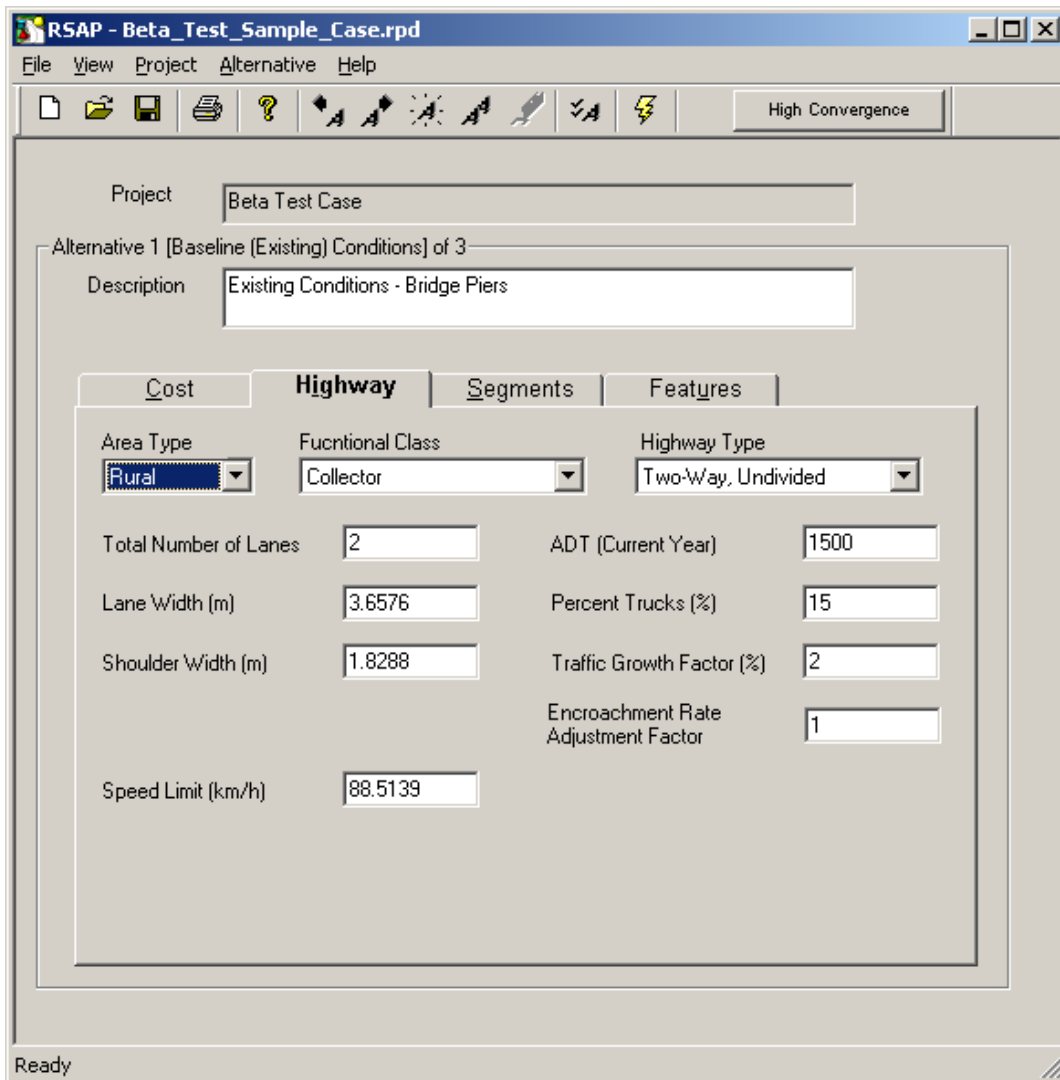 RSAP - Beta_Test_Sample_Case.rpd
File View Project Alternative Help
High Convergence
Project Beta Test Case
Alternative 1 [Baseline (Existing) Conditions] of 3
Description Existing Conditions - Bridge Piers
Cost Highway Segments Features
Area Type Fucntional Class Highway Type
Rural Collector Two-Way, Undivided
Total Number of Lanes 2 ADT (Current Year) 1500
Lane Width (m) 3.6576 Percent Trucks (%) 15
Shoulder Width (m) 1.8288 Traffic Growth Factor (%) 2
Encroachment Rate
Adjustment Factor 1
Speed Limit (km/h) 88.5139
Ready